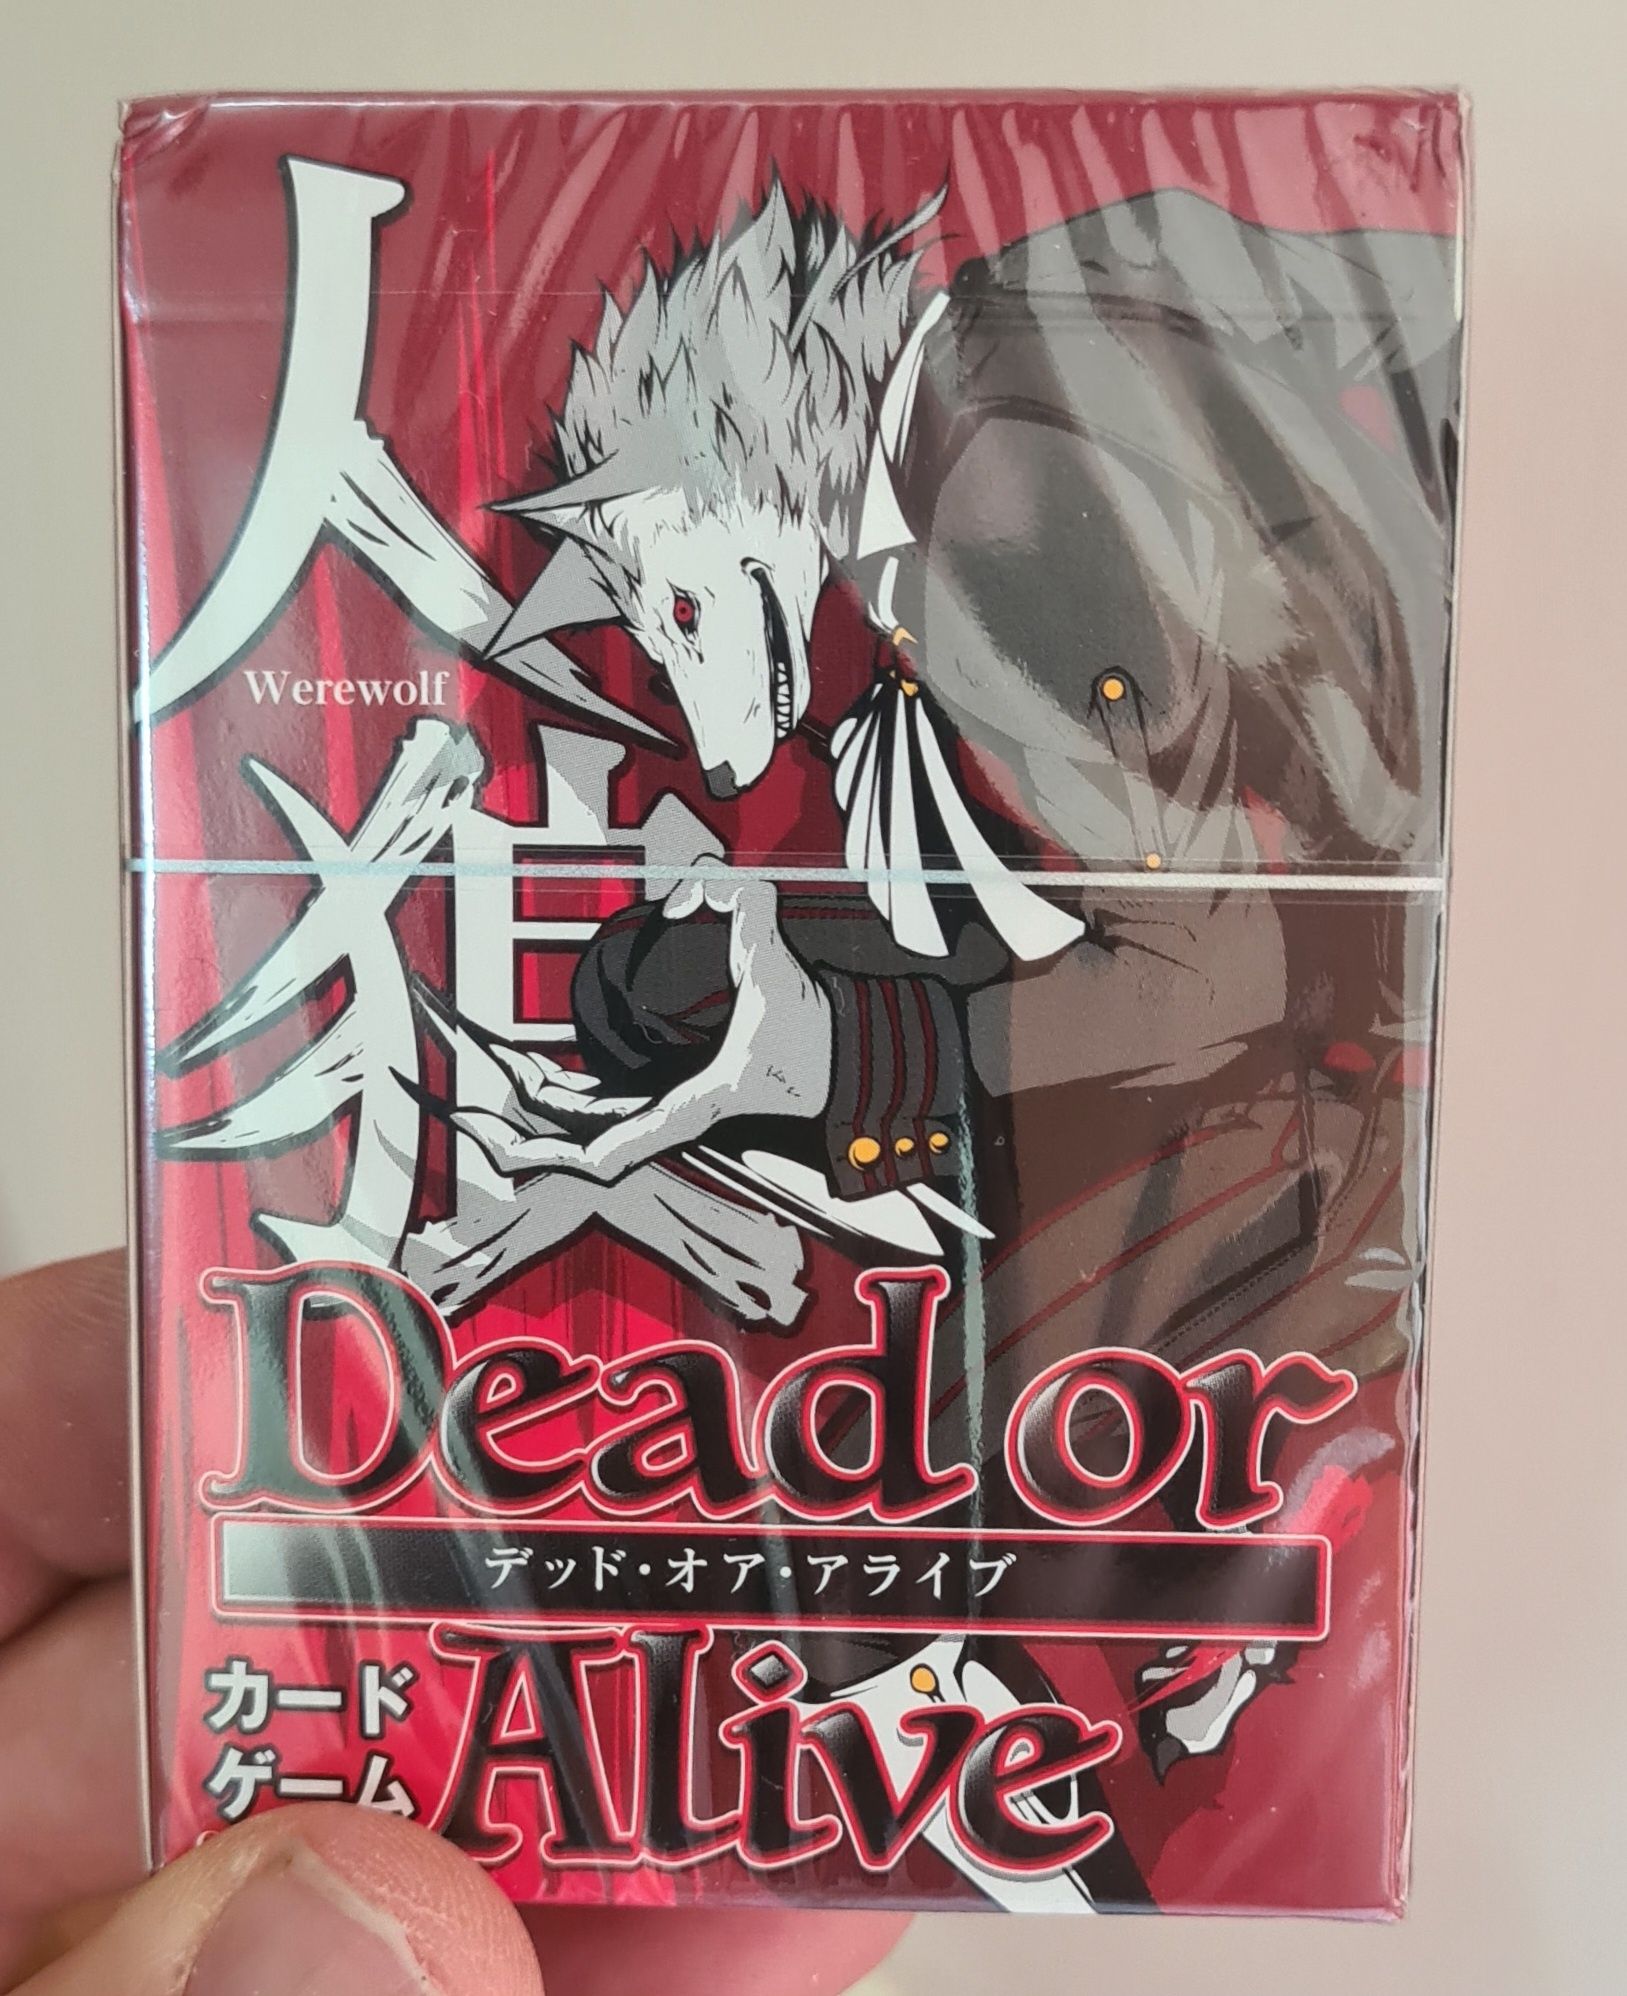 人狼
Werewolf
Dead or
デッド・オア・アライブ
Alive
カード
ゲーム